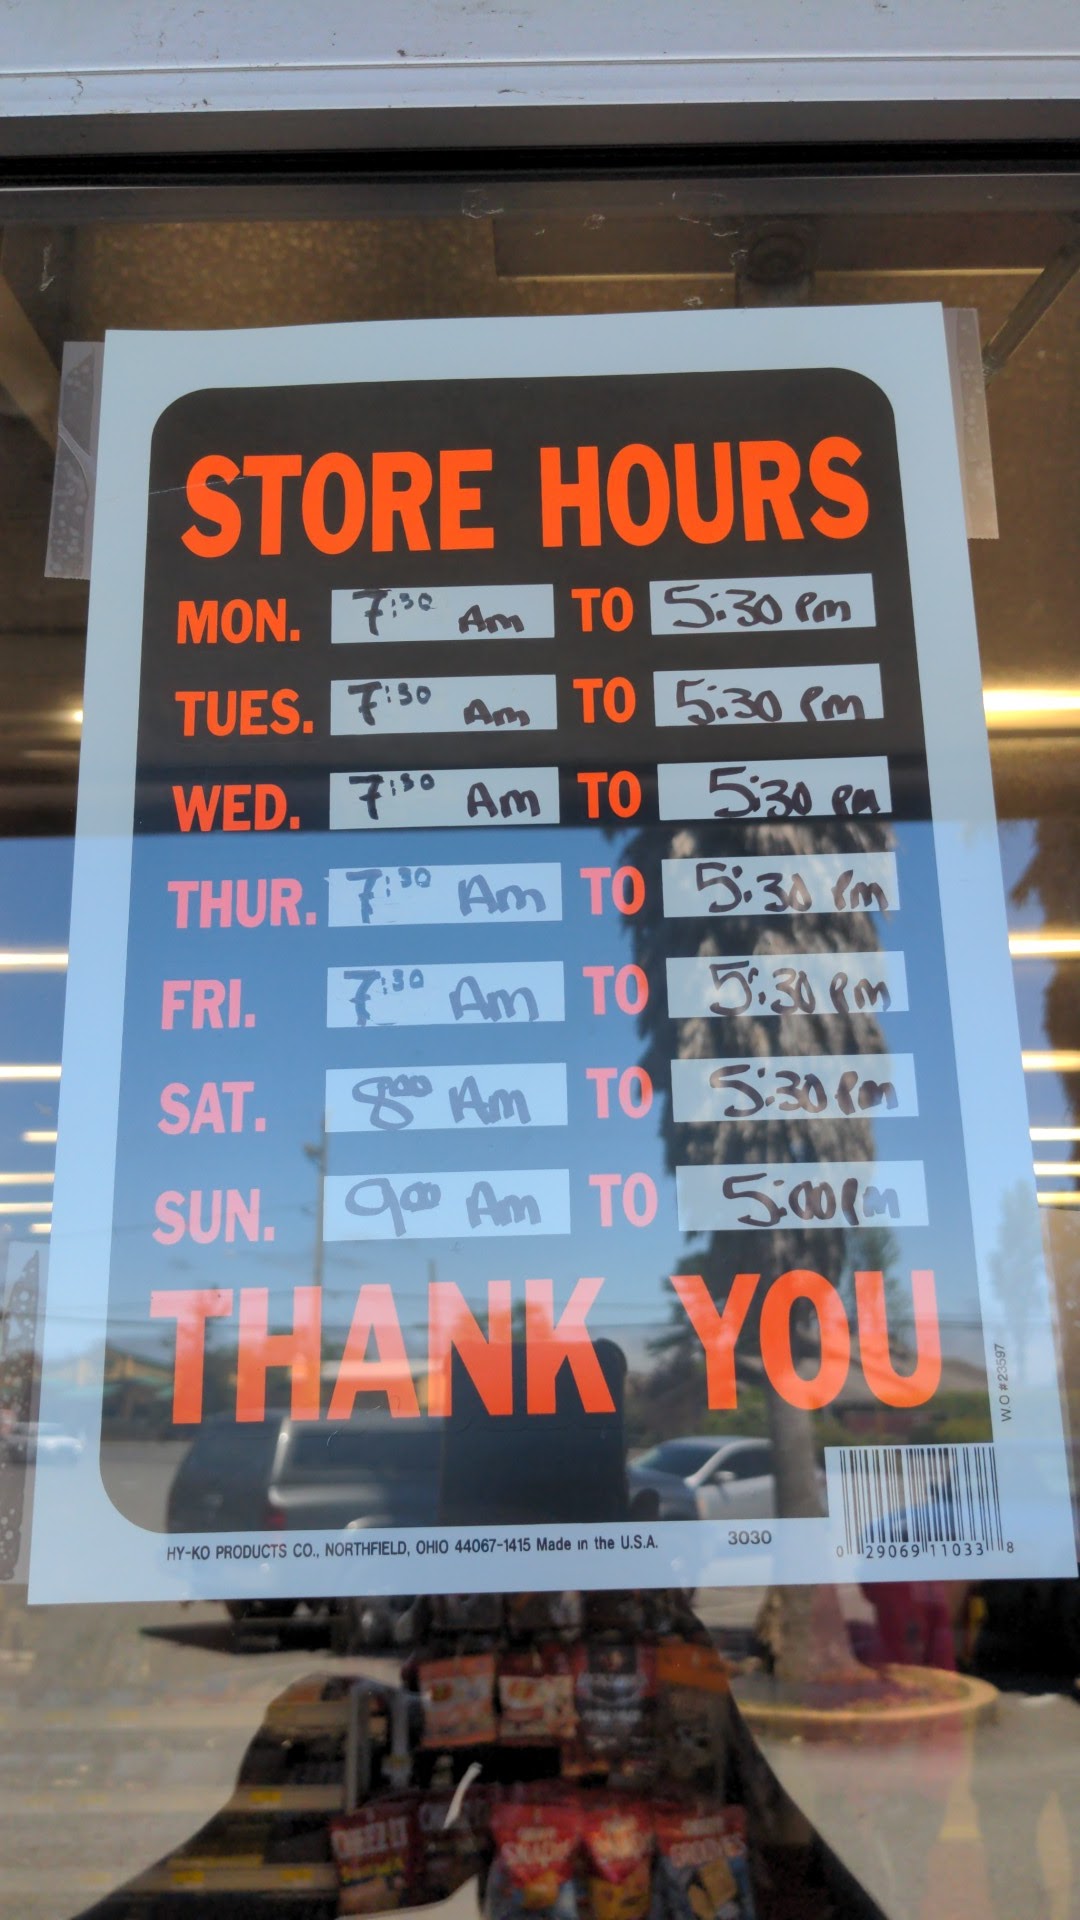 STORE HOURS
MON. 7:30 Am TO 5:30 Pm
TUES. 7:30 Am TO 5:30 Pm
WED. 7:30 Am TO 5:30 Pm
THUR. 7:30 Am TO 5:30 Pm
FRI. 7:30 Am TO 5:30 Pm
SAT. 8:00 Am TO 5:30 Pm
SUN. 9:00 Am TO 5:00 Pm
THANK YOU
W.O #23597
HY-KO PRODUCTS CO., NORTHFIELD, OHIO 44067-1415 Made in the U.S.A.
3030
0 29069 11033 8